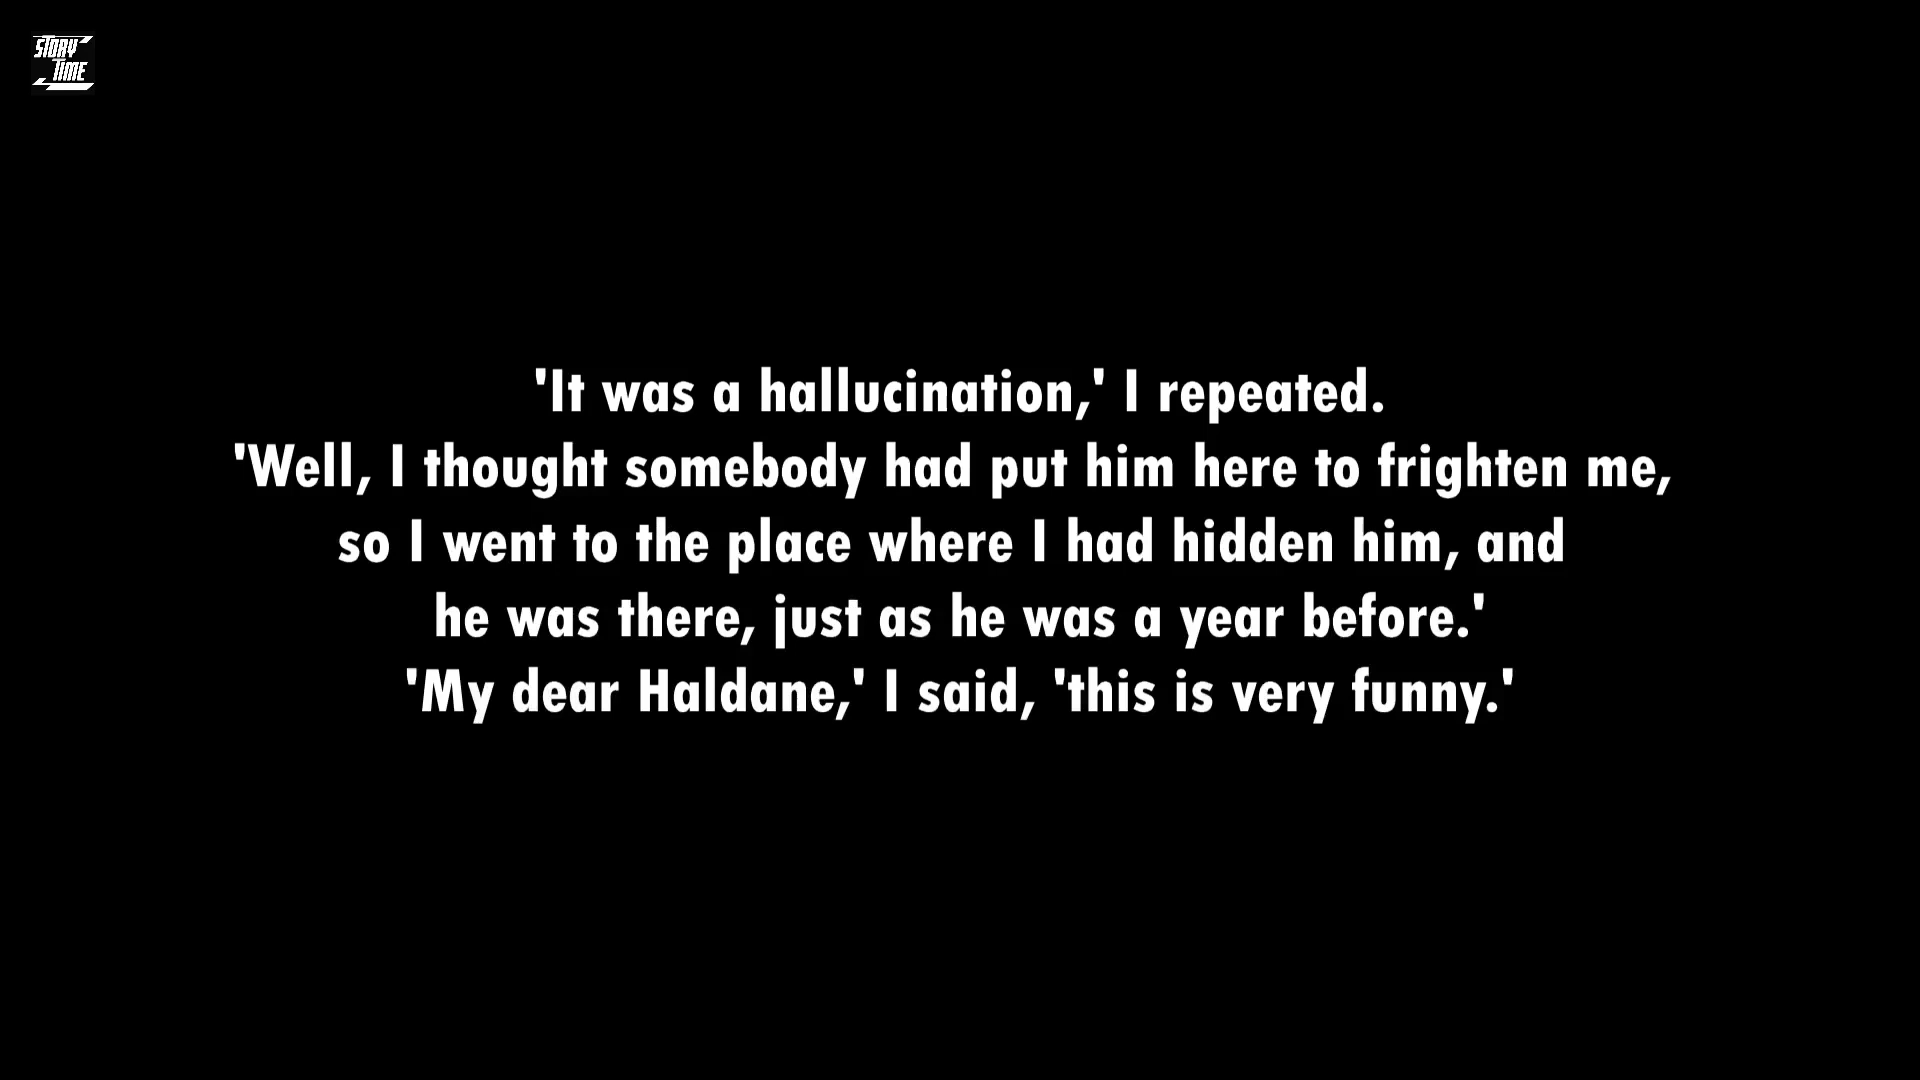 STORY
TIME
'It was a hallucination,' I repeated.
'Well, I thought somebody had put him here to frighten me,
so I went to the place where I had hidden him, and
he was there, just as he was a year before.'
'My dear Haldane,' I said, 'this is very funny.'